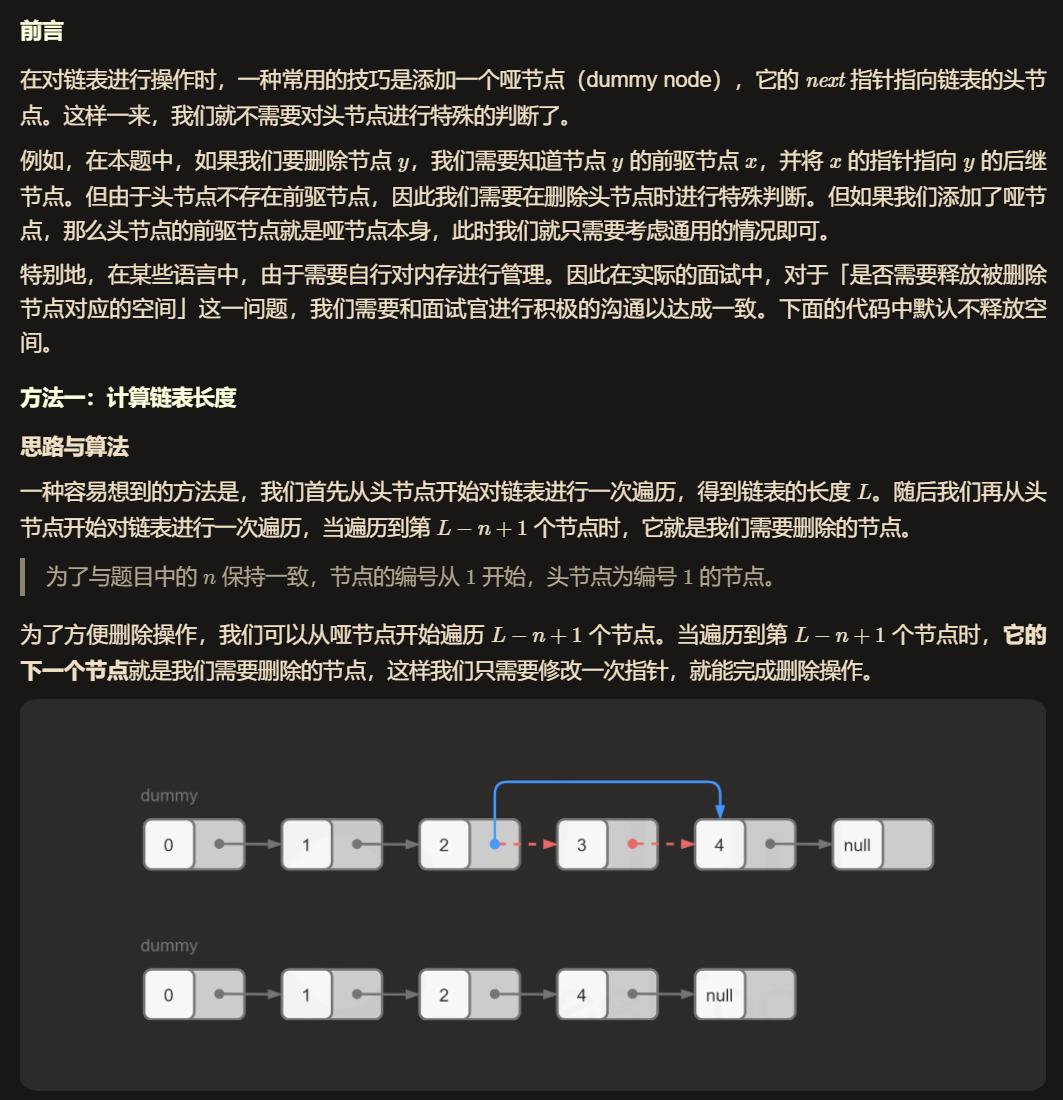 前言
在对链表进行操作时，一种常用的技巧是添加一个哑节点（dummy node），它的 next 指针指向链表的头节
点。这样一来，我们就不需要对头节点进行特殊的判断了。
例如，在本题中，如果我们要删除节点 y，我们需要知道节点 y 的前驱节点 x，并将 x 的指针指向 y 的后继
节点。但由于头节点不存在前驱节点，因此我们需要在删除头节点时进行特殊判断。但如果我们添加了哑节
点，那么头节点的前驱节点就是哑节点本身，此时我们就只需要考虑通用的情况即可。
特别地，在某些语言中，由于需要自行对内存进行管理。因此在实际的面试中，对于「是否需要释放被删除
节点对应的空间」这一问题，我们需要和面试官进行积极的沟通以达成一致。下面的代码中默认不释放空
间。
方法一：计算链表长度
思路与算法
一种容易想到的方法是，我们首先从头节点开始对链表进行一次遍历，得到链表的长度 L。随后我们再从头
节点开始对链表进行一次遍历，当遍历到第 L − n + 1 个节点时，它就是我们需要删除的节点。
为了与题目中的 n 保持一致，节点的编号从 1 开始，头节点为编号 1 的节点。
为了方便删除操作，我们可以从哑节点开始遍历 L − n + 1 个节点。当遍历到第 L − n + 1 个节点时，它的
下一个节点就是我们需要删除的节点，这样我们只需要修改一次指针，就能完成删除操作。
dummy
0 1 2 3 4 null
dummy
0 1 2 4 null